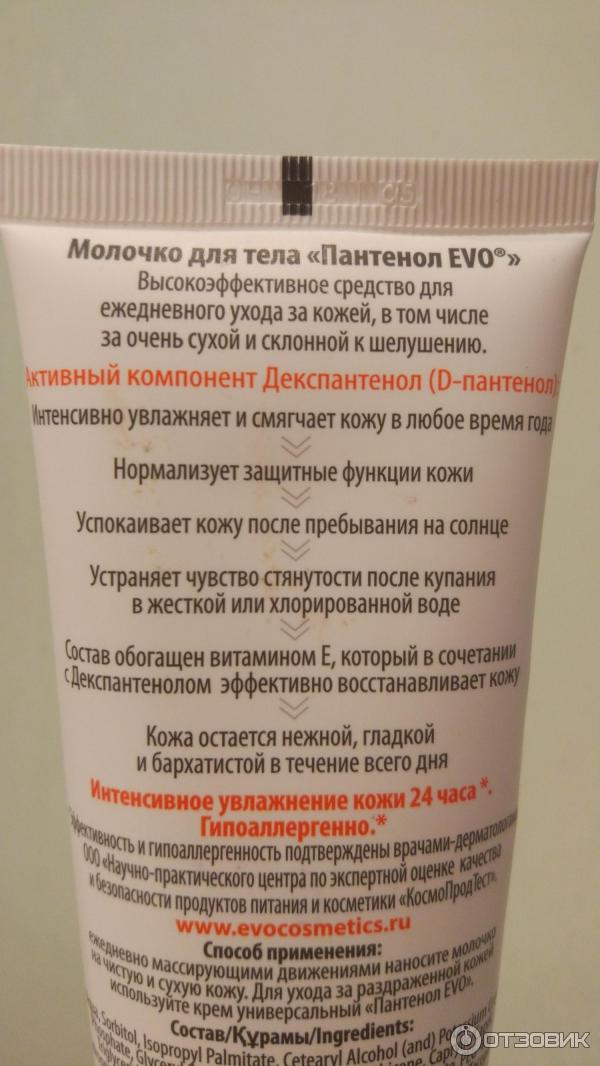 Молочко для тела «Пантенол EVO®»
Высокоэффективное средство для
ежедневного ухода за кожей, в том числе
за очень сухой и склонной к шелушению.
Активный компонент Декспантенол (D-пантенол):
Интенсивно увлажняет и смягчает кожу в любое время года
Нормализует защитные функции кожи
Успокаивает кожу после пребывания на солнце
Устраняет чувство стянутости после купания
в жесткой или хлорированной воде
Состав обогащен витамином Е, который в сочетании
с Декспантенолом эффективно восстанавливает кожу
Кожа остается нежной, гладкой
и бархатистой в течение всего дня
Интенсивное увлажнение кожи 24 часа*.
Гипоаллергенно.*
*Эффективность и гипоаллергенность подтверждены врачами-дерматологами
ООО «Научно-практического центра по экспертной оценке качества
и безопасности продуктов питания и косметики «КосмоПродТест».
www.evocosmetics.ru
Способ применения:
ежедневно массирующими движениями наносите молочко
на чистую и сухую кожу. Для ухода за раздраженной кожей
используйте крем универсальный «Пантенол EVO».
Состав/Құрамы/Ingredients:
Sorbitol, Isopropyl Palmitate, Cetearyl Alcohol (and) Potassium
ОТЗОВИК